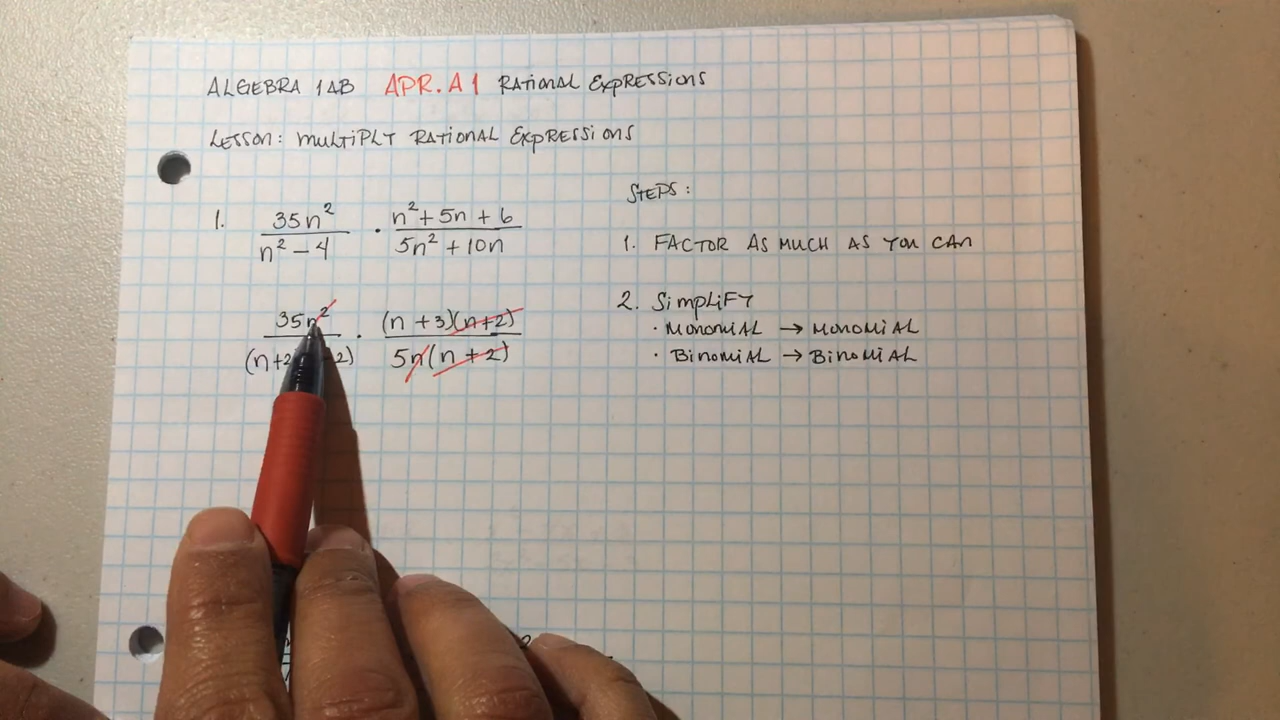 ALGEBRA 1AB APR.A1 RATIONAL EXPRESSIONS
LESSON: MULTIPLY RATIONAL EXPRESSIONS
STEPS:
1. 35n² / n² − 4 · n² + 5n + 6 / 5n² + 10n
1. FACTOR AS MUCH AS YOU CAN
2. SIMPLIFY
· MONOMIAL → MONOMIAL
· BINOMIAL → BINOMIAL
35n² / (n+2 2) · (n + 3)(n+2) / 5n(n + 2)